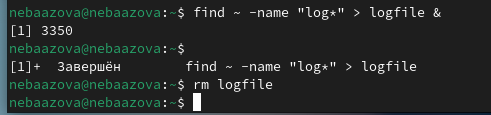 nebaazova@nebaazova:~$ find ~ -name "log*" > logfile &
[1] 3350
nebaazova@nebaazova:~$
[1]+  Завершён        find ~ -name "log*" > logfile
nebaazova@nebaazova:~$ rm logfile
nebaazova@nebaazova:~$